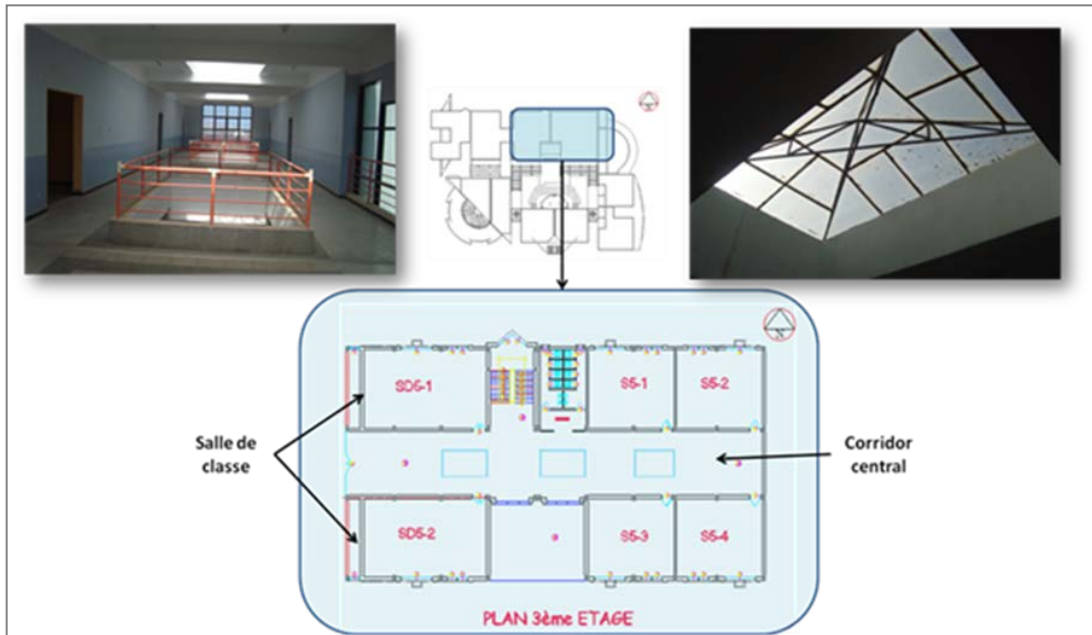 SD5-1
S5-1
S5-2
N
Salle de
classe
Corridor
central
SD5-2
S5-3
S5-4
PLAN 3ème ETAGE